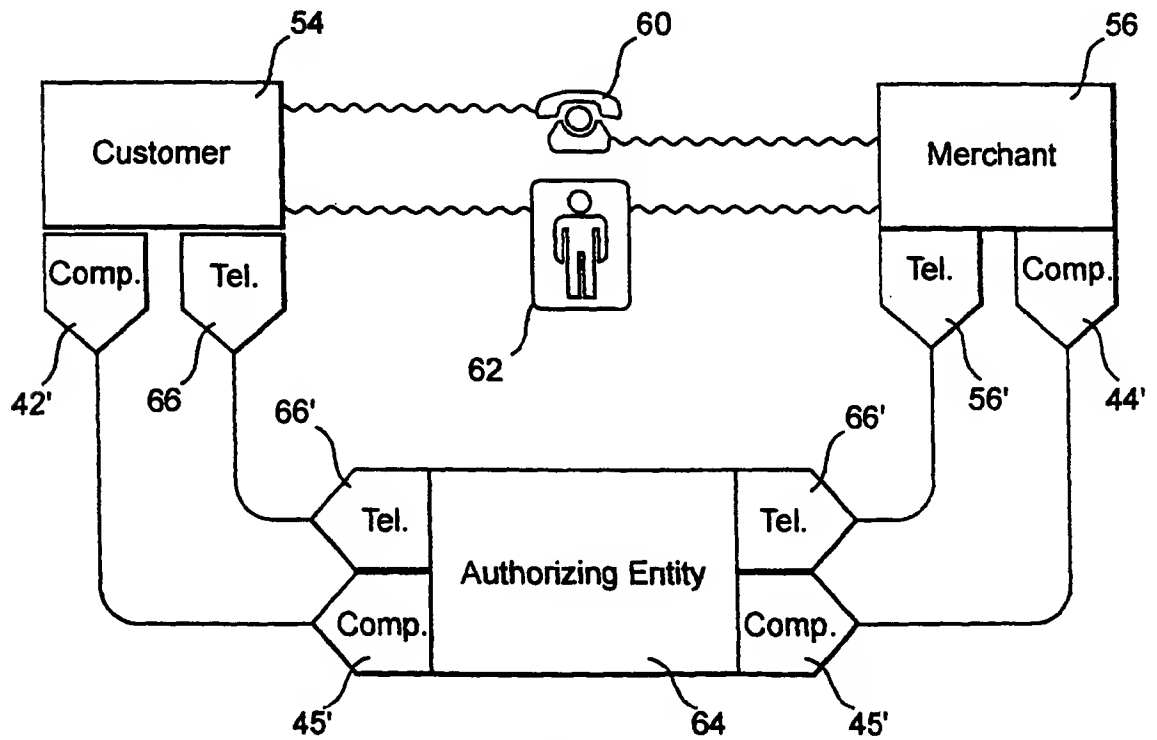 54
60
56
Customer
Merchant
Comp.
Tel.
Tel.
Comp.
42'
66
62
56'
44'
66'
66'
Tel.
Tel.
Authorizing Entity
Comp.
Comp.
45'
64
45'